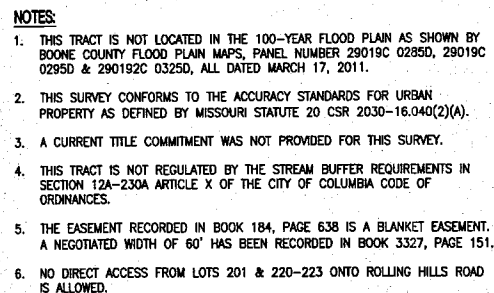 NOTES:
1. THIS TRACT IS NOT LOCATED IN THE 100-YEAR FLOOD PLAIN AS SHOWN BY
BOONE COUNTY FLOOD PLAIN MAPS, PANEL NUMBER 29019C 0285D, 29019C
0295D & 290192C 0325D, ALL DATED MARCH 17, 2011.
2. THIS SURVEY CONFORMS TO THE ACCURACY STANDARDS FOR URBAN
PROPERTY AS DEFINED BY MISSOURI STATUTE 20 CSR 2030-16.040(2)(A).
3. A CURRENT TITLE COMMITMENT WAS NOT PROVIDED FOR THIS SURVEY.
4. THIS TRACT IS NOT REGULATED BY THE STREAM BUFFER REQUIREMENTS IN
SECTION 12A-230A ARTICLE X OF THE CITY OF COLUMBIA CODE OF
ORDINANCES.
5. THE EASEMENT RECORDED IN BOOK 184, PAGE 638 IS A BLANKET EASEMENT.
A NEGOTIATED WIDTH OF 60' HAS BEEN RECORDED IN BOOK 3327, PAGE 151.
6. NO DIRECT ACCESS FROM LOTS 201 & 220-223 ONTO ROLLING HILLS ROAD
IS ALLOWED.